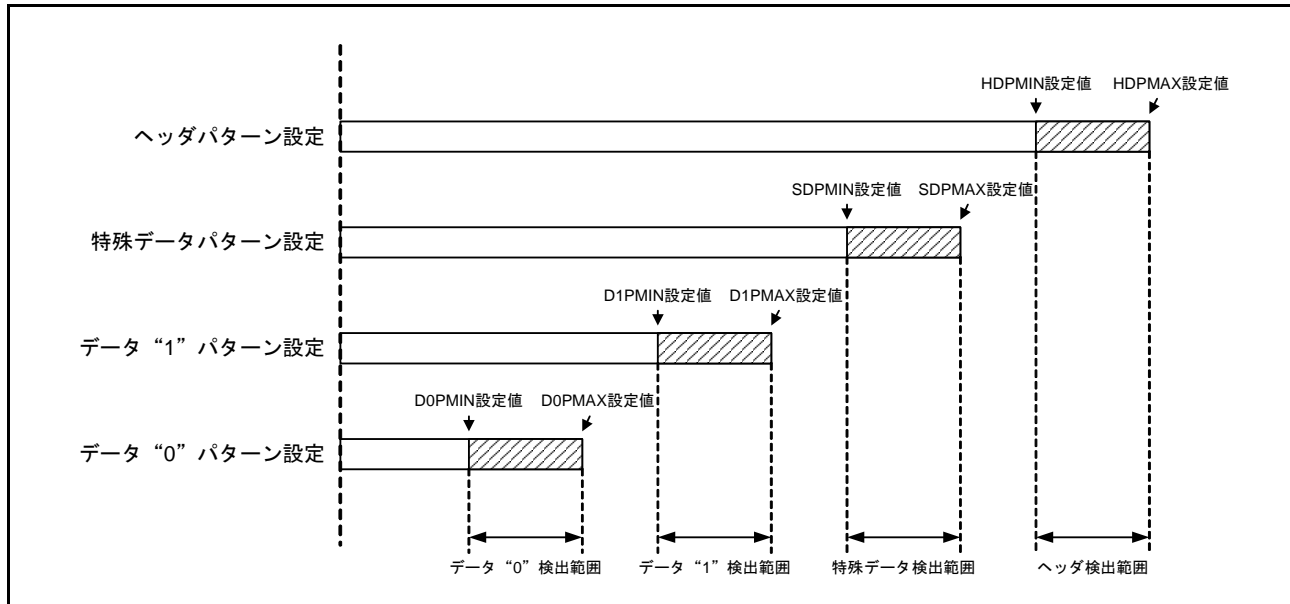 HDPMIN設定値 HDPMAX設定値
ヘッダパターン設定
SDPMIN設定値 SDPMAX設定値
特殊データパターン設定
D1PMIN設定値 D1PMAX設定値
データ“1”パターン設定
D0PMIN設定値 D0PMAX設定値
データ“0”パターン設定
データ“0”検出範囲 データ“1”検出範囲 特殊データ検出範囲 ヘッダ検出範囲